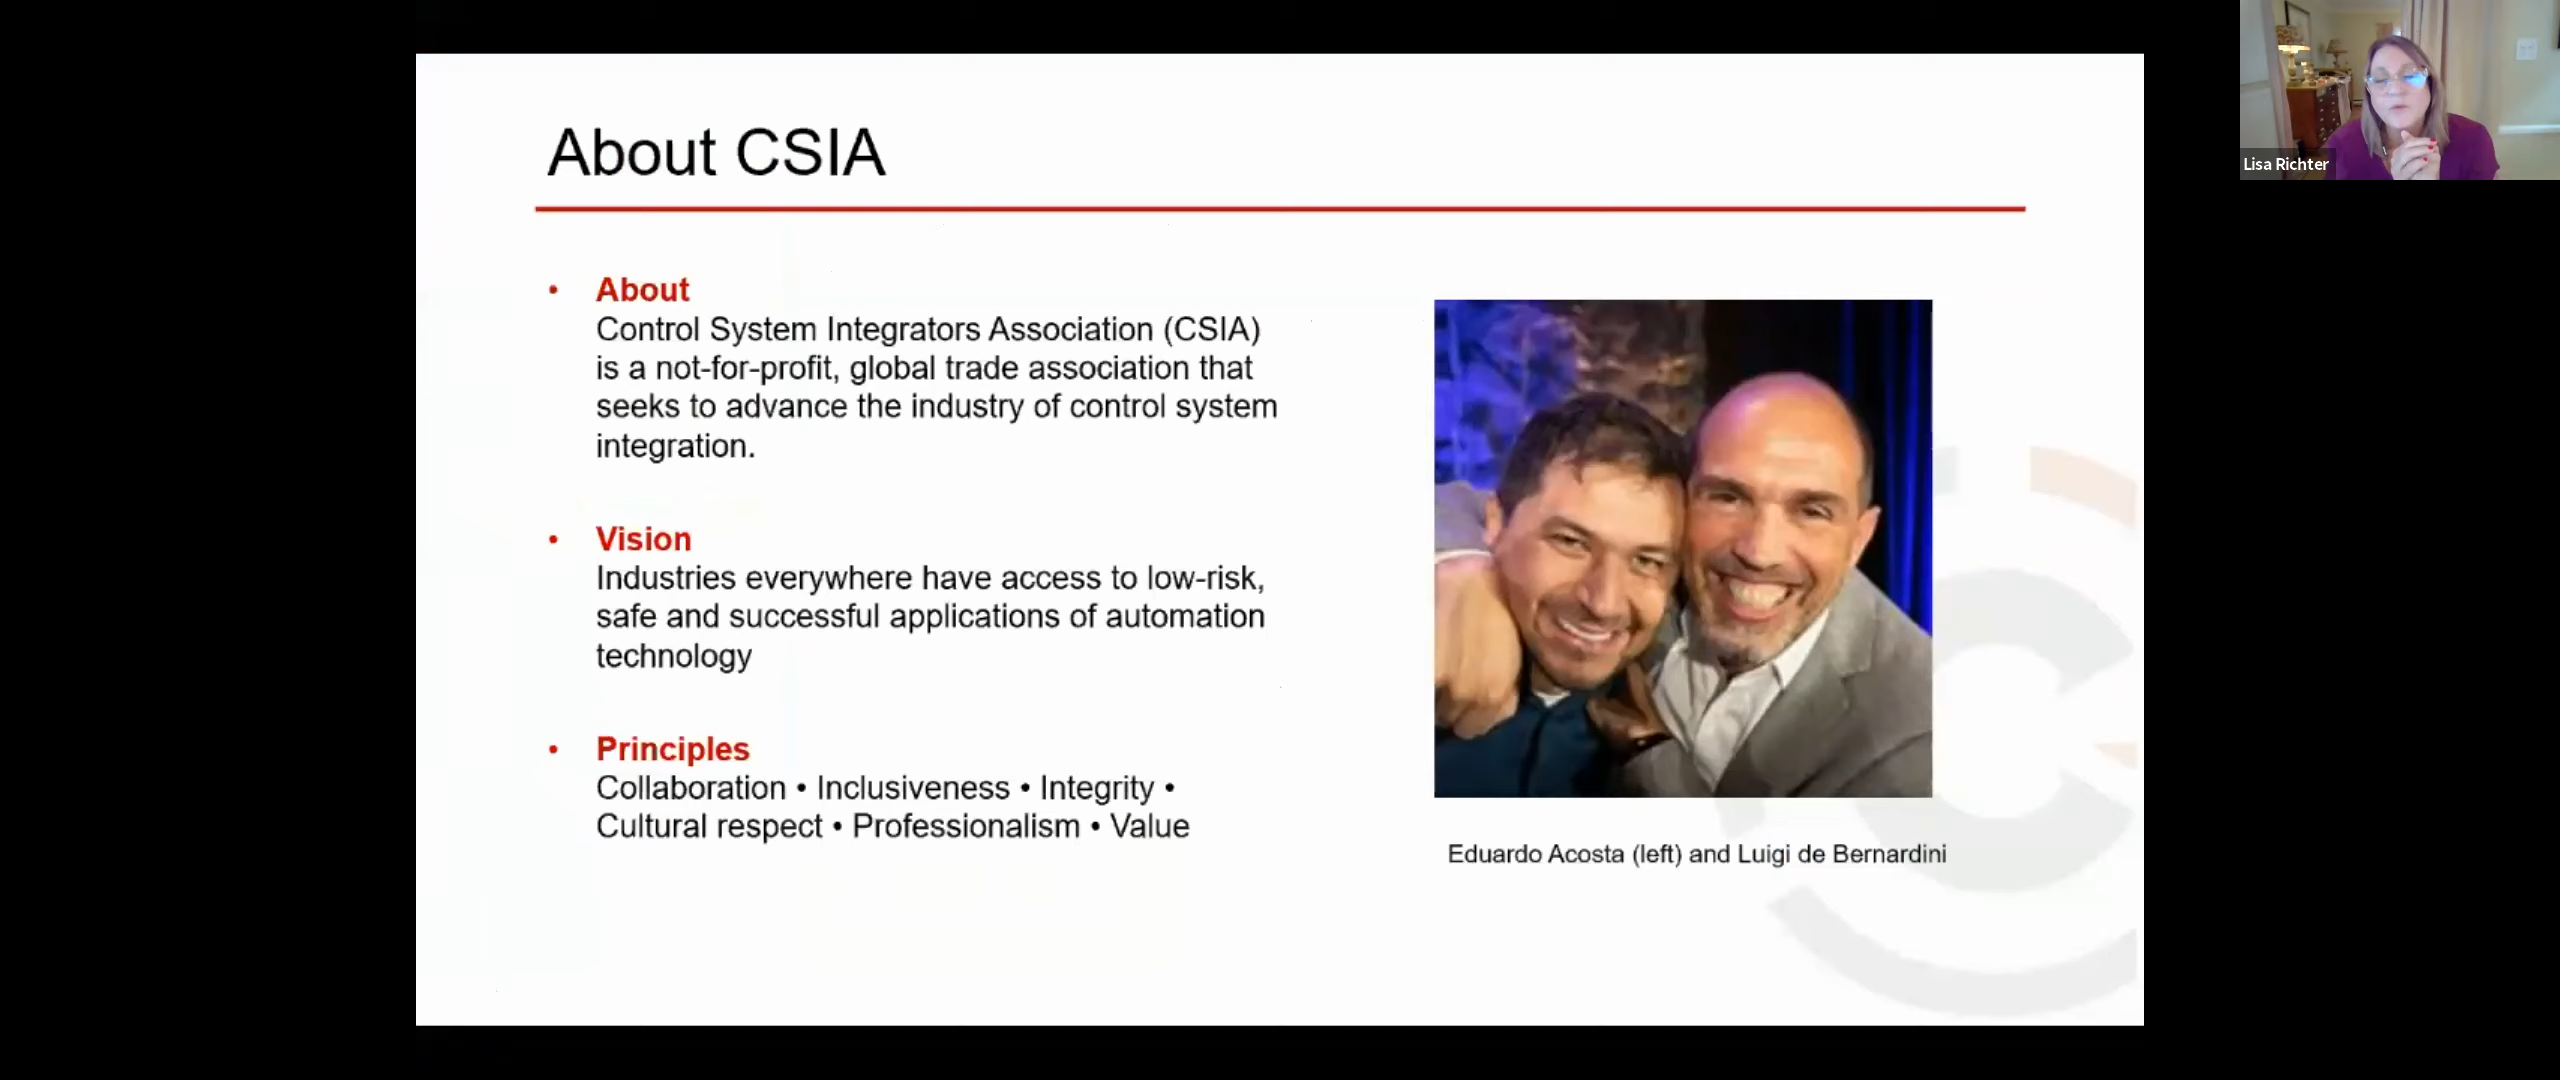 About CSIA
• About
Control System Integrators Association (CSIA)
is a not-for-profit, global trade association that
seeks to advance the industry of control system
integration.
• Vision
Industries everywhere have access to low-risk,
safe and successful applications of automation
technology
• Principles
Collaboration • Inclusiveness • Integrity •
Cultural respect • Professionalism • Value
Eduardo Acosta (left) and Luigi de Bernardini
Lisa Richter